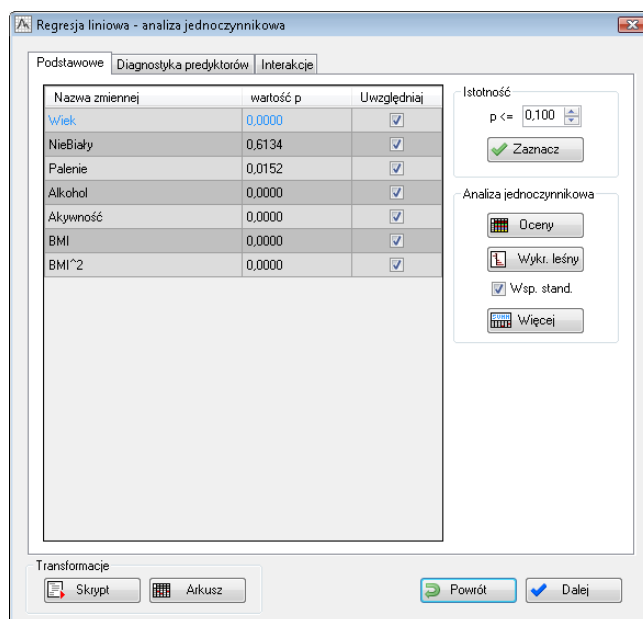 Regresja liniowa - analiza jednoczynnikowa
Podstawowe Diagnostyka predyktorów Interakcje
Nazwa zmiennej wartość p Uwzględniaj
Wiek 0,0000
NieBiały 0,6134
Palenie 0,0152
Alkohol 0,0000
Akywność 0,0000
BMI 0,0000
BMI^2 0,0000
Istotność
p <= 0,100
Zaznacz
Analiza jednoczynnikowa
Oceny
Wykr. leśny
Wsp. stand.
Więcej
Transformacje
Skrypt Arkusz Powrót Dalej